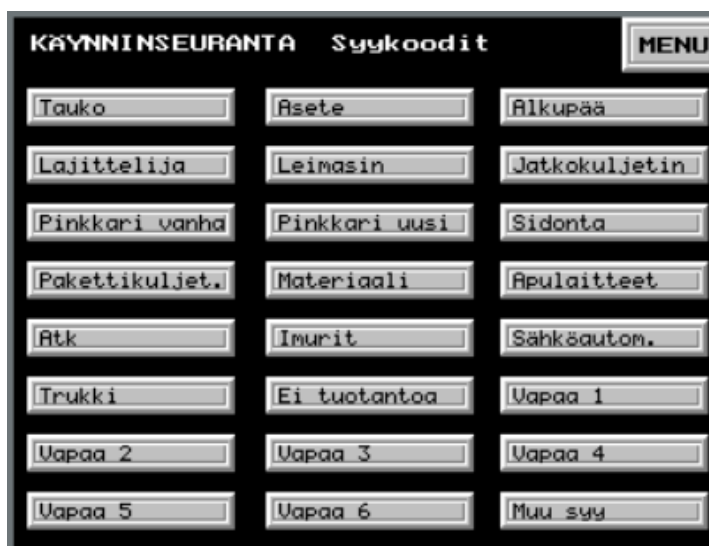 KÄYNNINSEURANTA Syykoodit MENU
Tauko Asete Alkupää
Lajittelija Leimasin Jatkokuljetin
Pinkkari vanha Pinkkari uusi Sidonta
Pakettikuljet. Materiaali Apulaitteet
Atk Imurit Sähköautom.
Trukki Ei tuotantoa Vapaa 1
Vapaa 2 Vapaa 3 Vapaa 4
Vapaa 5 Vapaa 6 Muu syy